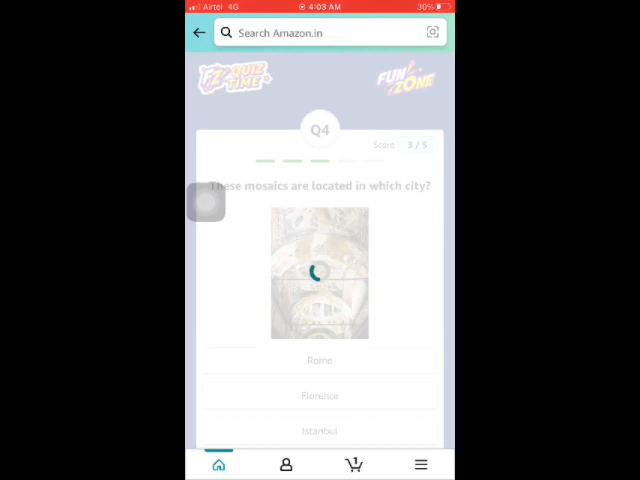 Airtel 4G 4:03 AM 30%
Search Amazon.in
EZ QUIZ TIME
FUN ZONE
Q4
Score 3 / 5
These mosaics are located in which city?
Rome
Florence
Istanbul
1